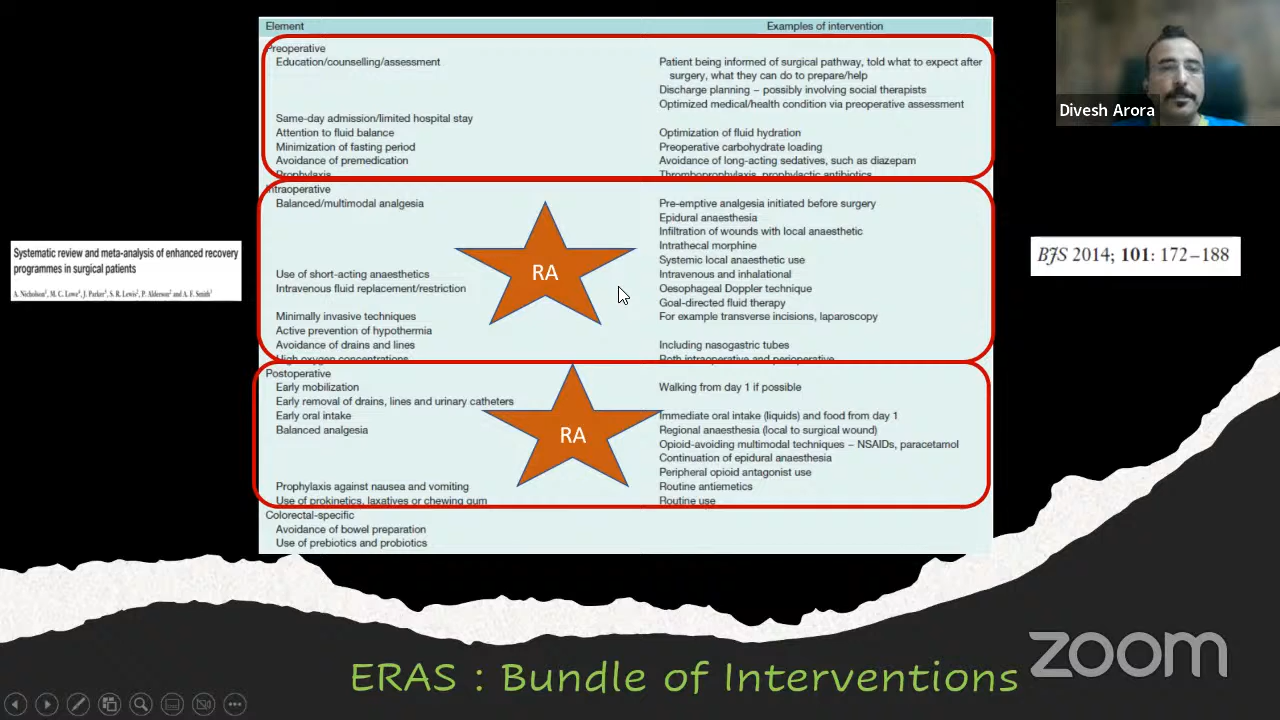 Element Examples of intervention
Preoperative
Education/counselling/assessment Patient being informed of surgical pathway, told what to expect after
surgery, what they can do to prepare/help
Discharge planning – possibly involving social therapists
Optimized medical/health condition via preoperative assessment
Same-day admission/limited hospital stay
Attention to fluid balance Optimization of fluid hydration
Minimization of fasting period Preoperative carbohydrate loading
Avoidance of premedication Avoidance of long-acting sedatives, such as diazepam
Prophylaxis Thromboprophylaxis, prophylactic antibiotics
Intraoperative
Balanced/multimodal analgesia Pre-emptive analgesia initiated before surgery
Epidural anaesthesia
Infiltration of wounds with local anaesthetic
Intrathecal morphine
Systemic local anaesthetic use
RA
Use of short-acting anaesthetics Intravenous and inhalational
Intravenous fluid replacement/restriction Oesophageal Doppler technique
Goal-directed fluid therapy
Minimally invasive techniques For example transverse incisions, laparoscopy
Active prevention of hypothermia
Avoidance of drains and lines Including nasogastric tubes
High oxygen concentrations Both intraoperative and perioperative
Postoperative
Early mobilization Walking from day 1 if possible
Early removal of drains, lines and urinary catheters
Early oral intake Immediate oral intake (liquids) and food from day 1
Balanced analgesia Regional anaesthesia (local to surgical wound)
RA
Opioid-avoiding multimodal techniques – NSAIDs, paracetamol
Continuation of epidural anaesthesia
Peripheral opioid antagonist use
Prophylaxis against nausea and vomiting Routine antiemetics
Use of prokinetics, laxatives or chewing gum Routine use
Colorectal-specific
Avoidance of bowel preparation
Use of prebiotics and probiotics
Systematic review and meta-analysis of enhanced recovery
programmes in surgical patients
A. Nicholson, M. C. Lowe, J. Parker, S. R. Lewis, P. Alderson and A. F. Smith
BJS 2014; 101: 172–188
Divesh Arora
ERAS : Bundle of Interventions
zoom